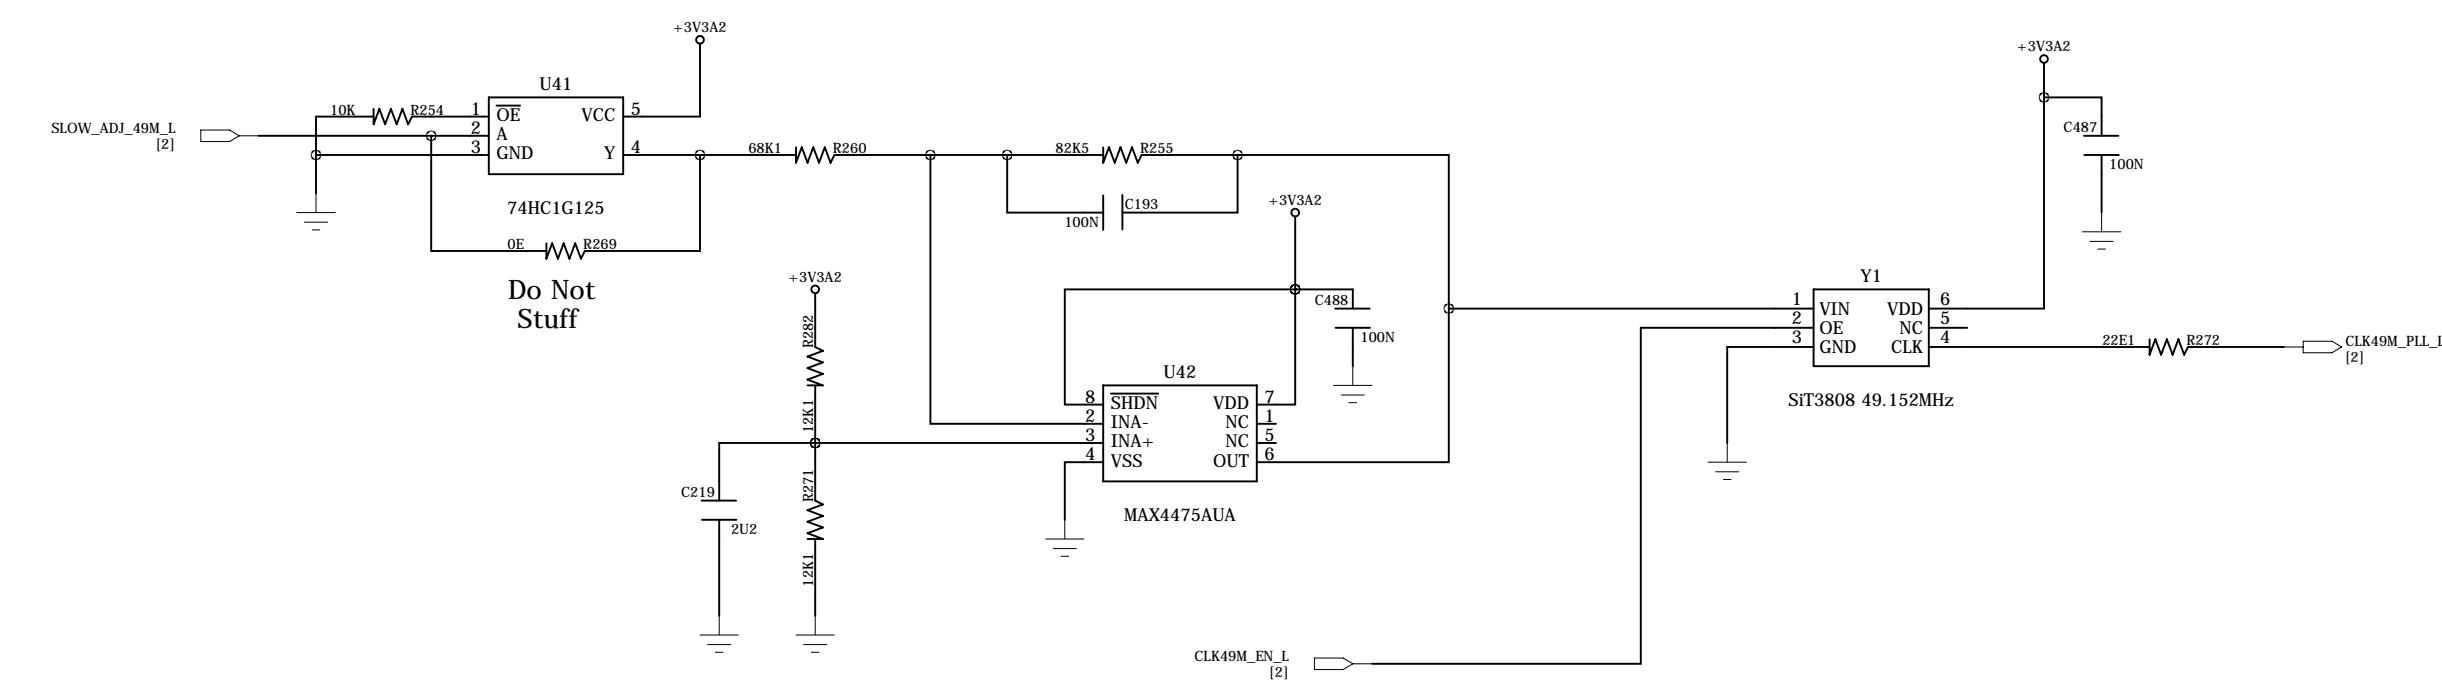 +3V3A2
+3V3A2
U41
10K R254 1 OE VCC 5
SLOW_ADJ_49M_L
[2]
2 A
3 GND Y 4
C487
100N
68K1 R260
82K5 R255
74HC1G125
C193
100N
+3V3A2
0E R269
Do Not
Stuff
+3V3A2
R282
12K1
C488
100N
Y1
1 VIN VDD 6
2 OE NC 5
3 GND CLK 4
22E1 R272
CLK49M_PLL_I
[2]
SiT3808 49.152MHz
U42
8 SHDN VDD 7
2 INA- NC 1
3 INA+ NC 5
4 VSS OUT 6
MAX4475AUA
R271
12K1
C219
2U2
CLK49M_EN_L
[2]